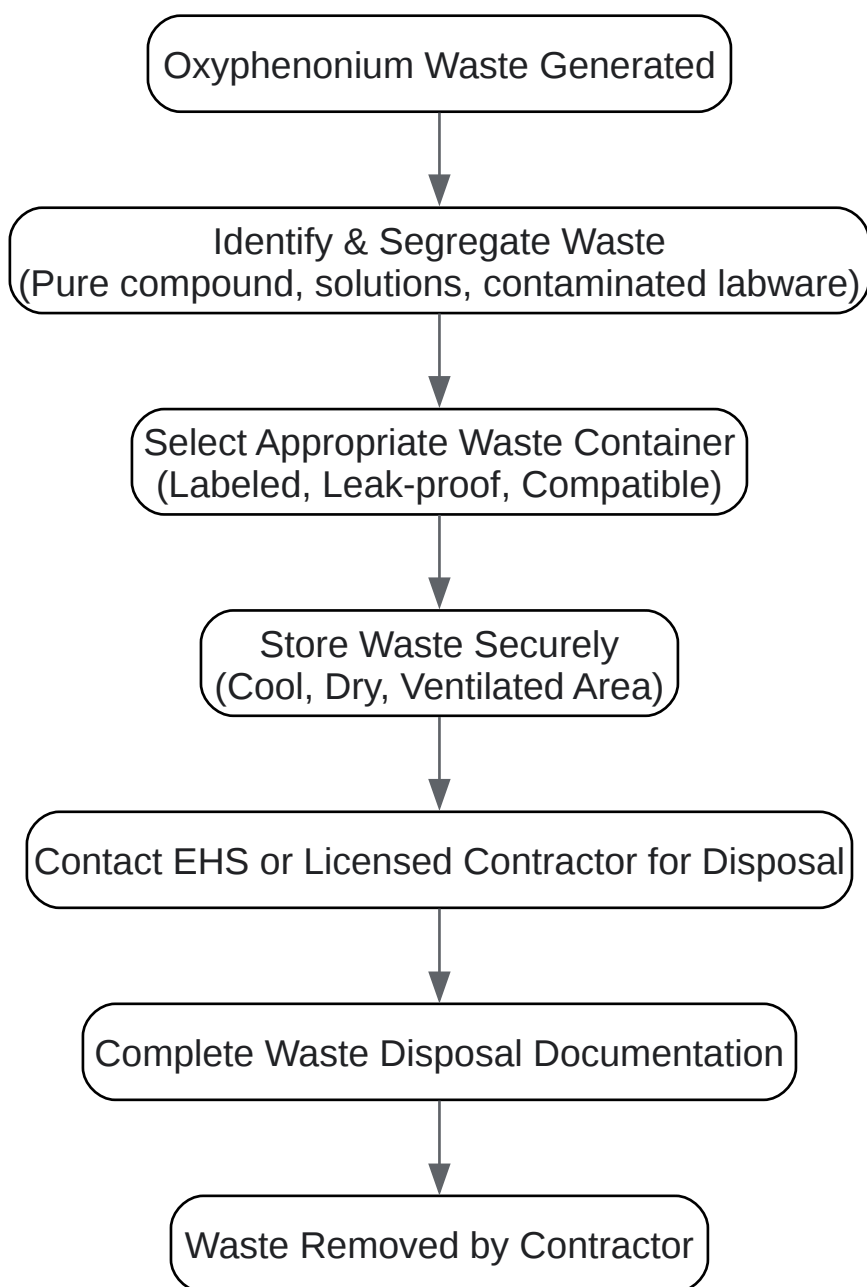 Oxyphenonium Waste Generated
Identify & Segregate Waste
(Pure compound, solutions, contaminated labware)
Select Appropriate Waste Container
(Labeled, Leak-proof, Compatible)
Store Waste Securely
(Cool, Dry, Ventilated Area)
Contact EHS or Licensed Contractor for Disposal
Complete Waste Disposal Documentation
Waste Removed by Contractor